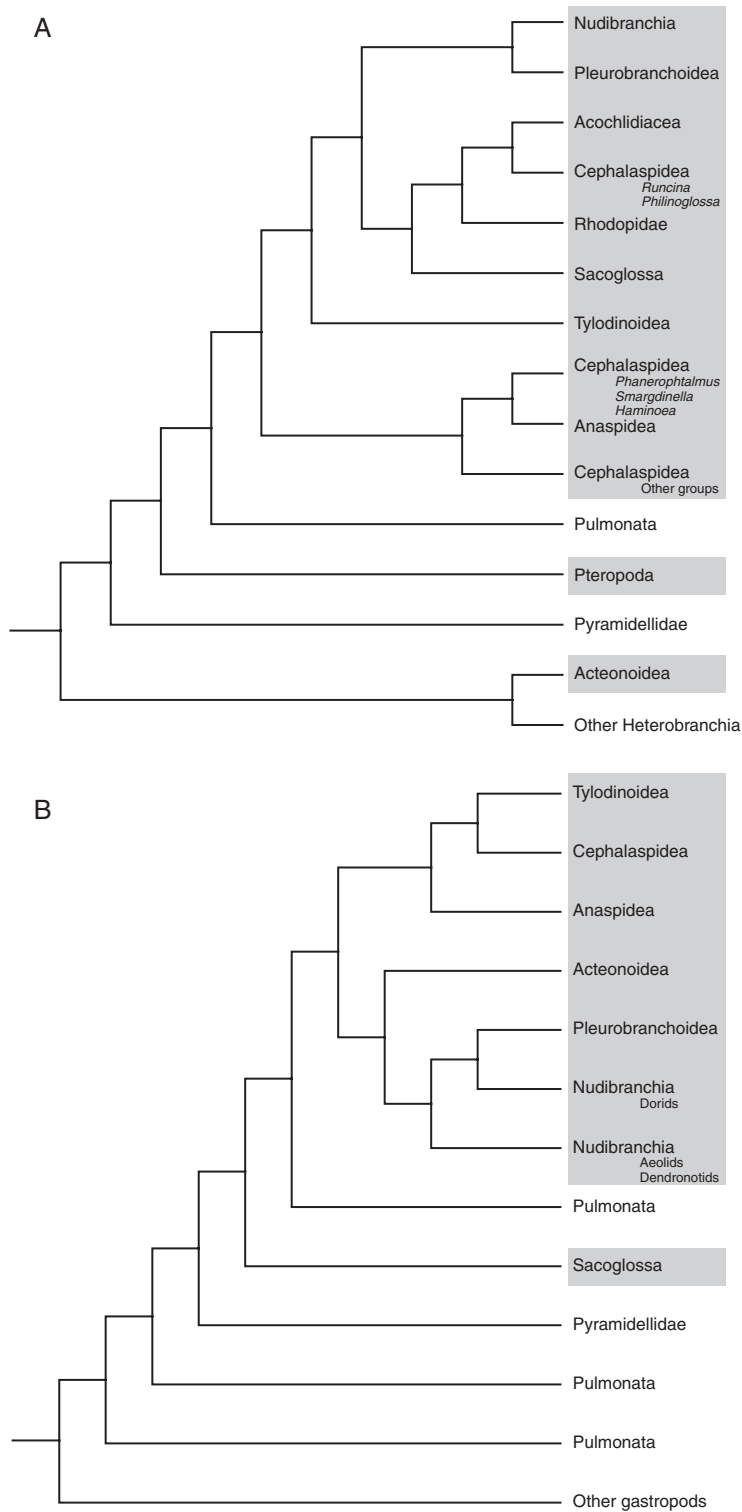 A
Nudibranchia
Pleurobranchoidea
Acochlidiacea
Cephalaspidea
Runcina
Philinoglossa
Rhodopidae
Sacoglossa
Tylodinoidea
Cephalaspidea
Phanerophtalmus
Smargdinella
Haminoea
Anaspidea
Cephalaspidea
Other groups
Pulmonata
Pteropoda
Pyramidellidae
Acteonoidea
Other Heterobranchia
B
Tylodinoidea
Cephalaspidea
Anaspidea
Acteonoidea
Pleurobranchoidea
Nudibranchia
Dorids
Nudibranchia
Aeolids
Dendronotids
Pulmonata
Sacoglossa
Pyramidellidae
Pulmonata
Pulmonata
Other gastropods